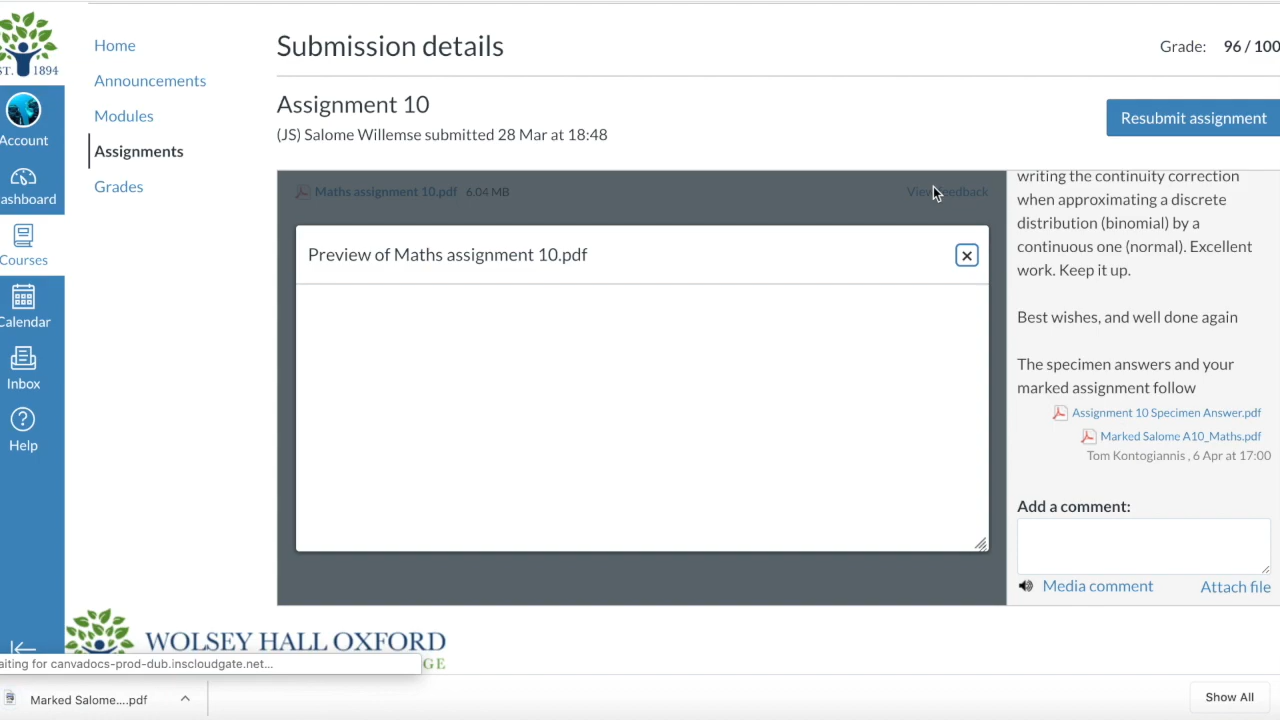 ST. 1894
Account
ashboard
Courses
Calendar
Inbox
Help
Home
Announcements
Modules
Assignments
Grades
Submission details
Grade: 96 / 100
Assignment 10
(JS) Salome Willemse submitted 28 Mar at 18:48
Resubmit assignment
Maths assignment 10.pdf 6.04 MB
View Feedback
Preview of Maths assignment 10.pdf
writing the continuity correction
when approximating a discrete
distribution (binomial) by a
continuous one (normal). Excellent
work. Keep it up.
Best wishes, and well done again
The specimen answers and your
marked assignment follow
Assignment 10 Specimen Answer.pdf
Marked Salome A10_Maths.pdf
Tom Kontogiannis , 6 Apr at 17:00
Add a comment:
Media comment
Attach file
WOLSEY HALL OXFORD
GE
aiting for canvadocs-prod-dub.inscloudgate.net...
Marked Salome....pdf
Show All